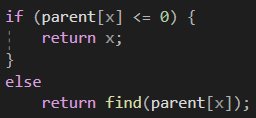 if (parent[x] <= 0) {
    return x;
}
else
    return find(parent[x]);